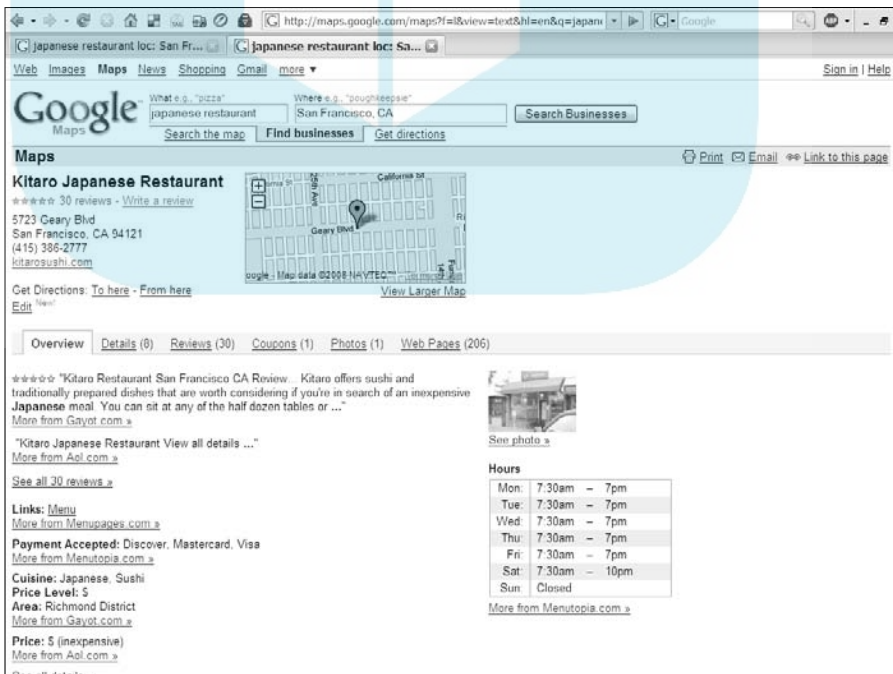 http://maps.google.com/maps?f=l&view=text&hl=en&q=japan
Google
japanese restaurant loc: San Fr...
japanese restaurant loc: Sa...
Web Images Maps News Shopping Gmail more ▼
Sign in | Help
Google Maps
What e.g., "pizza"
Where e.g., "poughkeepsie"
japanese restaurant
San Francisco, CA
Search Businesses
Search the map
Find businesses
Get directions
Maps
Print Email Link to this page
Kitaro Japanese Restaurant
30 reviews - Write a review
5723 Geary Blvd
San Francisco, CA 94121
(415) 386-2777
kitarosushi.com
Get Directions: To here - From here
Edit New!
California St
25th Ave
Geary Blvd
Map data ©2008 NAVTEQ™
View Larger Map
Overview Details (8) Reviews (30) Coupons (1) Photos (1) Web Pages (206)
"Kitaro Restaurant San Francisco CA Review... Kitaro offers sushi and
traditionally prepared dishes that are worth considering if you're in search of an inexpensive
Japanese meal. You can sit at any of the half dozen tables or ..."
More from Gayot.com »
"Kitaro Japanese Restaurant View all details ..."
More from Aol.com »
See all 30 reviews »
Links: Menu
More from Menupages.com »
Payment Accepted: Discover, Mastercard, Visa
More from Menutopia.com »
Cuisine: Japanese, Sushi
Price Level: $
Area: Richmond District
More from Gayot.com »
Price: $ (inexpensive)
More from Aol.com »
See photo »
Hours
Mon: 7:30am – 7pm
Tue: 7:30am – 7pm
Wed: 7:30am – 7pm
Thu: 7:30am – 7pm
Fri: 7:30am – 7pm
Sat: 7:30am – 10pm
Sun: Closed
More from Menutopia.com »